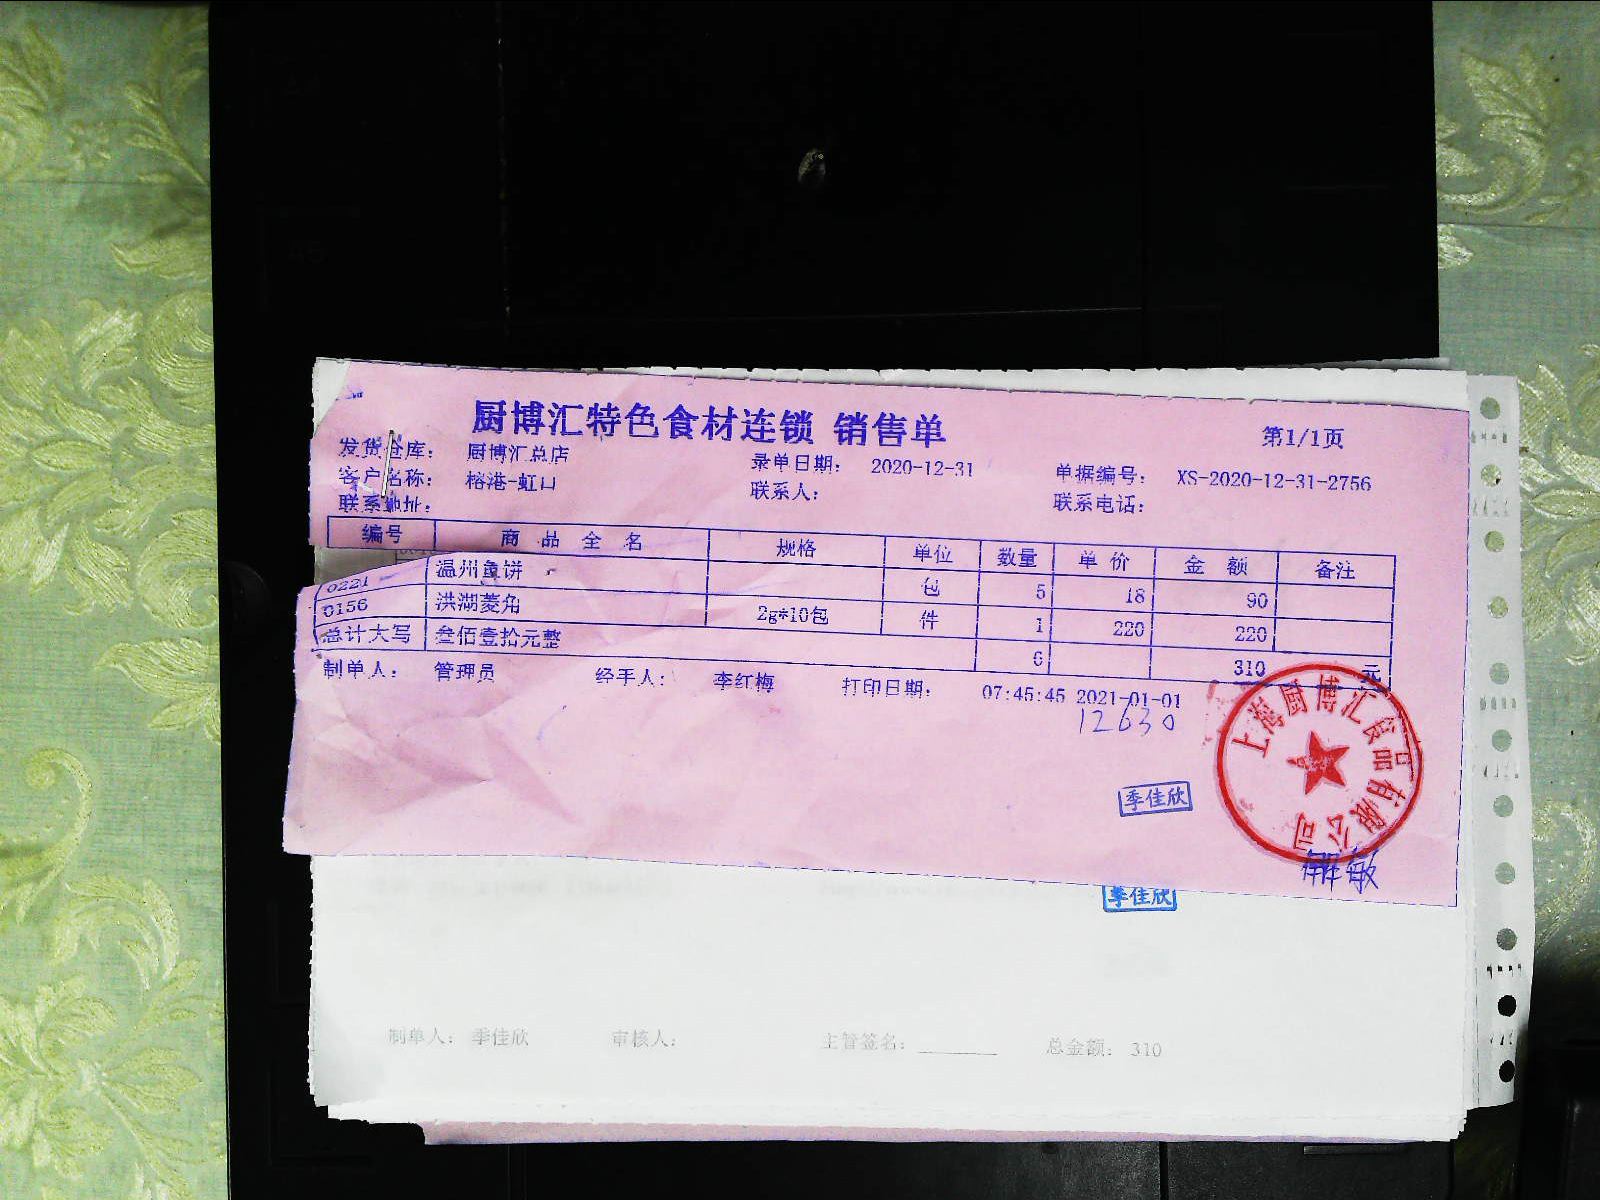 厨博汇特色食材连锁 销售单
第1/1页
发货仓库: 厨博汇总店 录单日期: 2020-12-31 单据编号: XS-2020-12-31-2756
客户名称: 榕港-虹口 联系人: 联系电话:
联系地址:
编号 商品全名 规格 单位 数量 单价 金额 备注
0221 温州鱼饼 包 5 18 90
0156 洪湖菱角 2g*10包 件 1 220 220
总计大写 叁佰壹拾元整 6 310 元
制单人: 管理员 经手人: 李红梅 打印日期: 07:45:45 2021-01-01
12630
季佳欣
上海厨博汇食品有限公司
季佳欣
制单人: 季佳欣 审核人: 主管签名: 总金额: 310